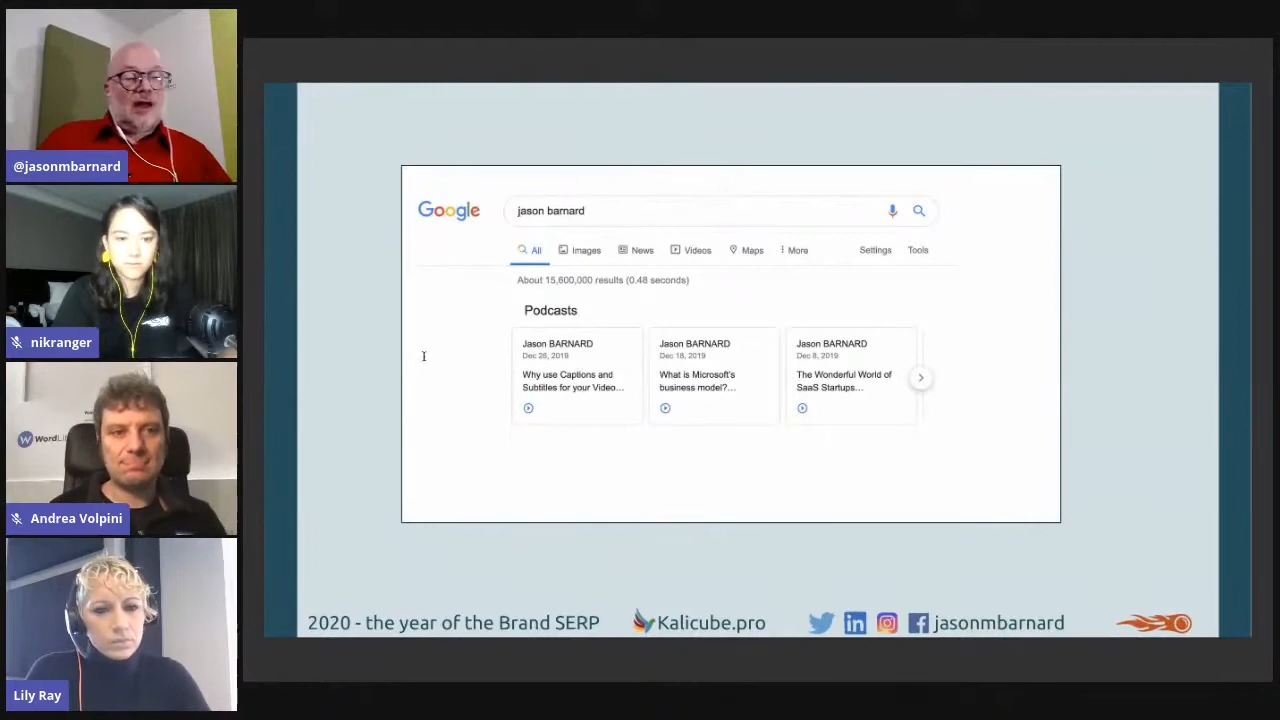 @jasonmbarnard
nikranger
WordLi
Andrea Volpini
Lily Ray
Google
jason barnard
All Images News Videos Maps More Settings Tools
About 15,600,000 results (0.48 seconds)
Podcasts
Jason BARNARD
Dec 26, 2019
Why use Captions and
Subtitles for your Video...
Jason BARNARD
Dec 18, 2019
What is Microsoft's
business model?...
Jason BARNARD
Dec 8, 2019
The Wonderful World of
SaaS Startups...
2020 - the year of the Brand SERP Kalicube.pro jasonmbarnard